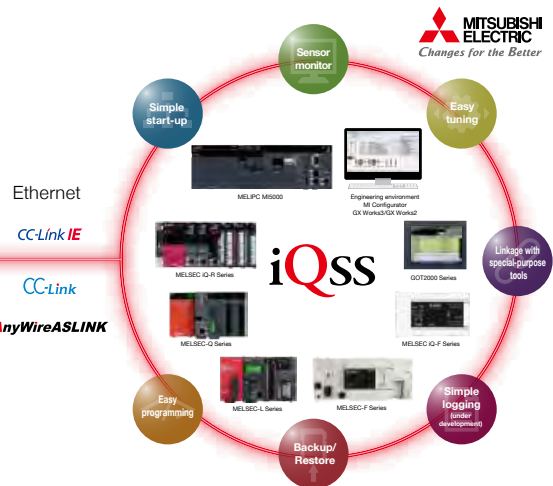 MITSUBISHI
ELECTRIC
Changes for the Better
Sensor
monitor
Simple
start-up
Easy
tuning
MELIPC MI5000
Engineering environment
MI Configurator
GX Works3/GX Works2
Ethernet
CC-Link IE
CC-Link
AnyWireASLINK
MELSEC iQ-R Series
iQss
GOT2000 Series
Linkage with
special-purpose
tools
MELSEC-Q Series
MELSEC iQ-F Series
MELSEC-L Series
MELSEC-F Series
Easy
programming
Simple
logging
(under
development)
Backup/
Restore